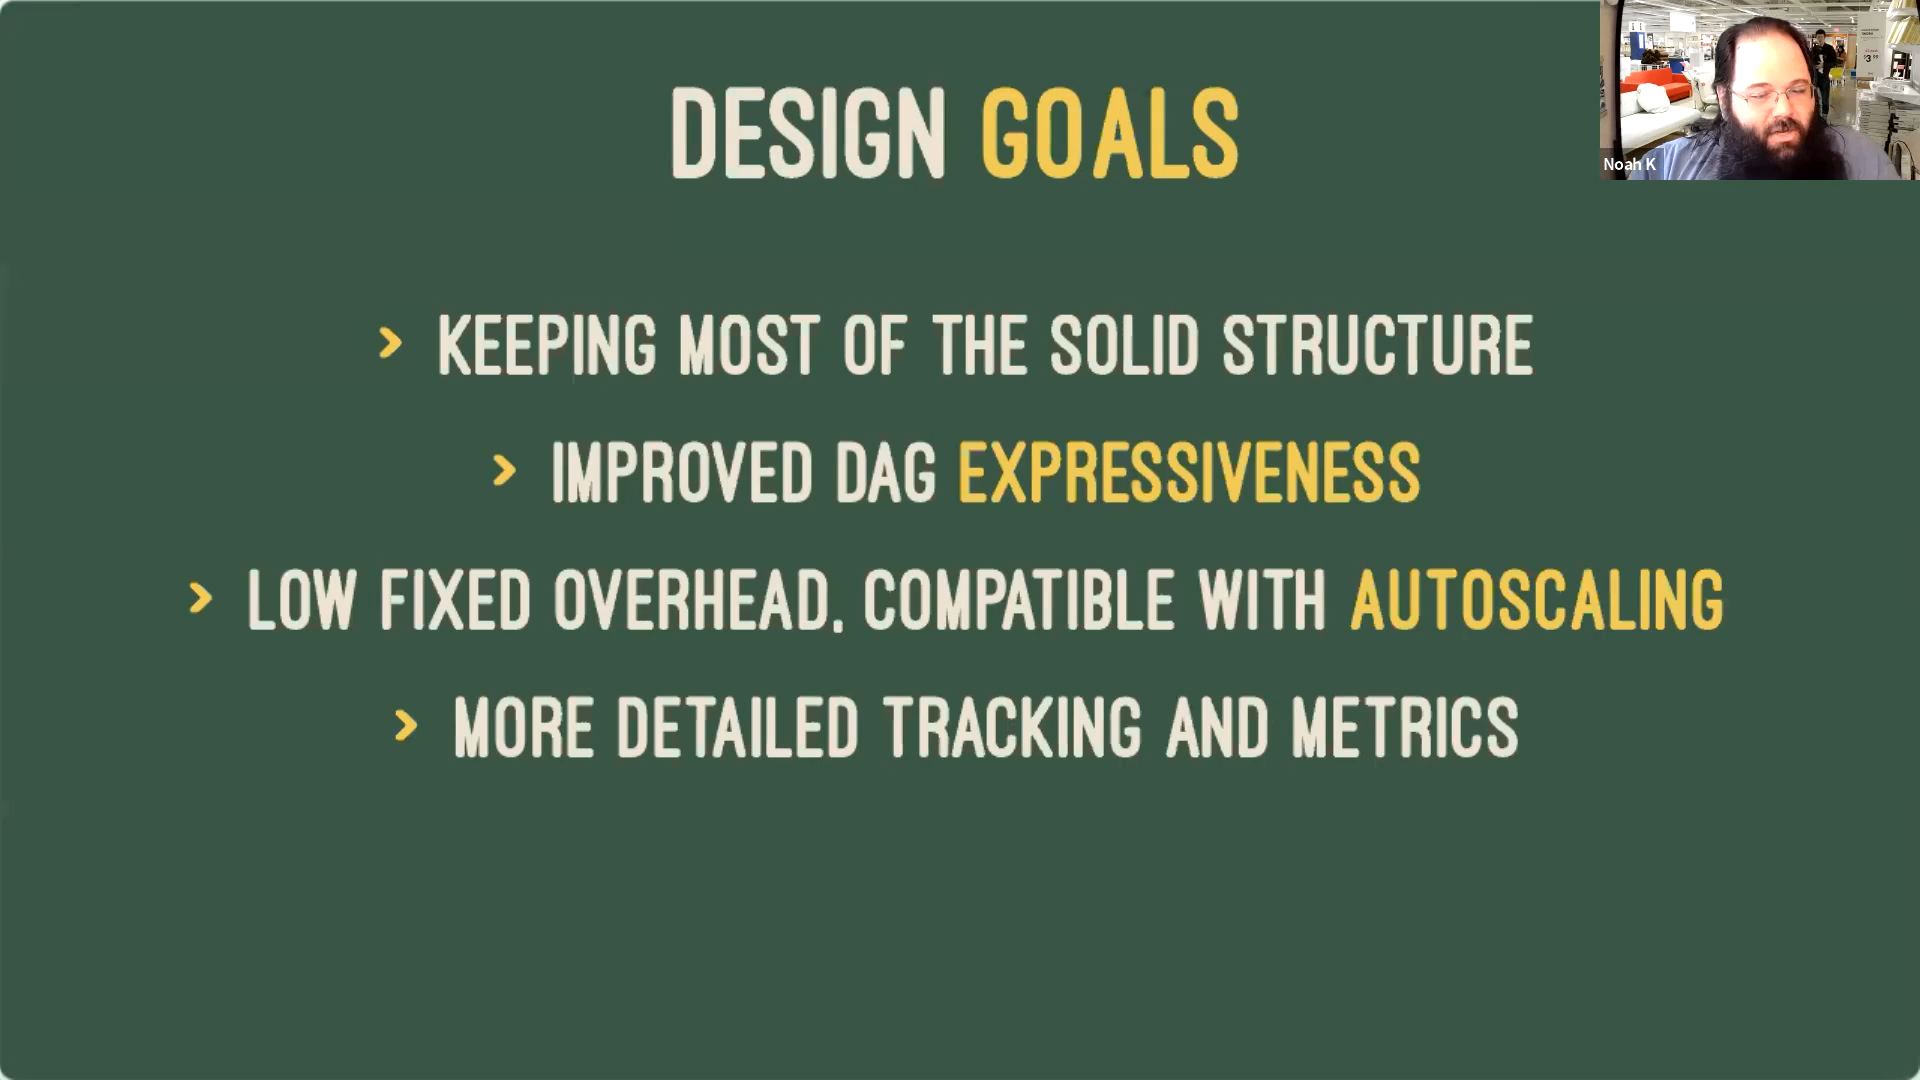 DESIGN GOALS
> KEEPING MOST OF THE SOLID STRUCTURE
> IMPROVED DAG EXPRESSIVENESS
> LOW FIXED OVERHEAD, COMPATIBLE WITH AUTOSCALING
> MORE DETAILED TRACKING AND METRICS
Noah K